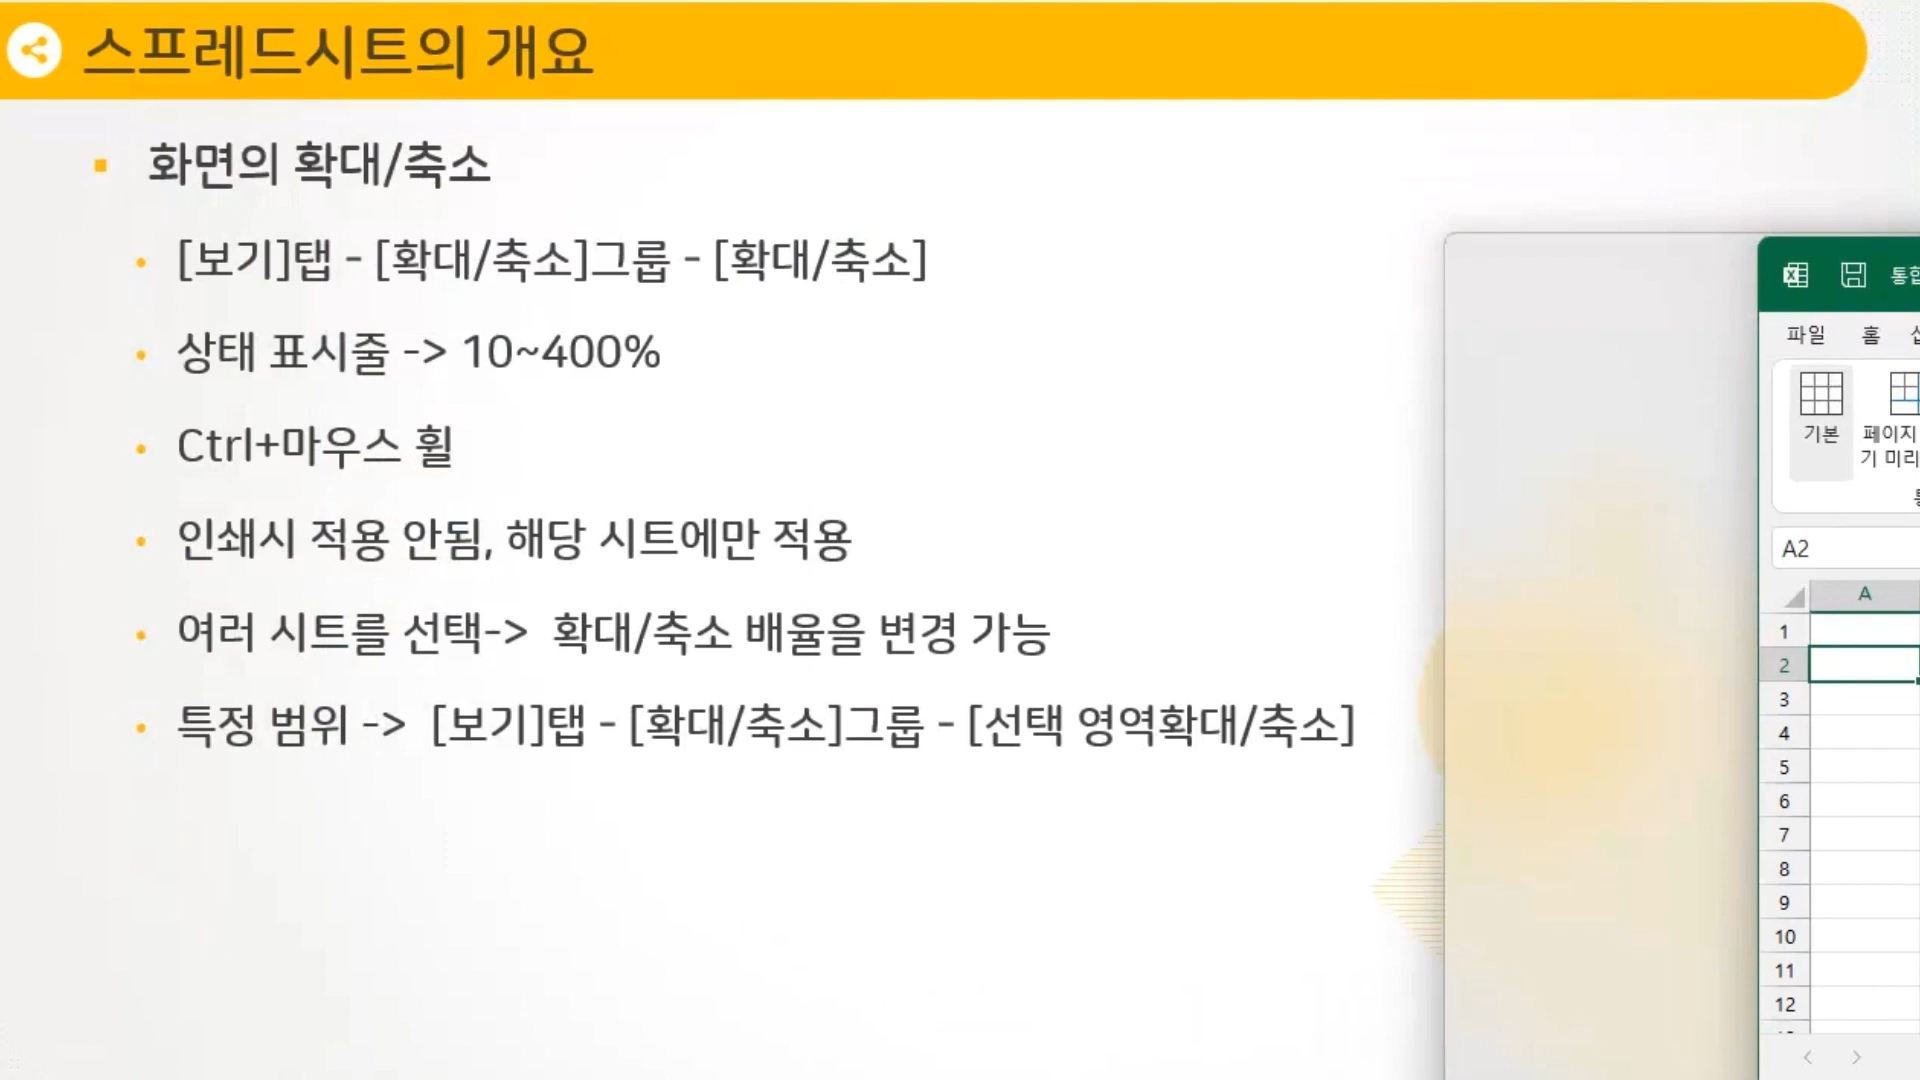 스프레드시트의 개요
화면의 확대/축소
[보기]탭 - [확대/축소]그룹 - [확대/축소]
상태 표시줄 -> 10~400%
Ctrl+마우스 휠
인쇄시 적용 안됨, 해당 시트에만 적용
여러 시트를 선택-> 확대/축소 배율을 변경 가능
특정 범위 -> [보기]탭 - [확대/축소]그룹 - [선택 영역확대/축소]
통합
파일 홈
기본
페이지
기 미리
A2
A
1
2
3
4
5
6
7
8
9
10
11
12